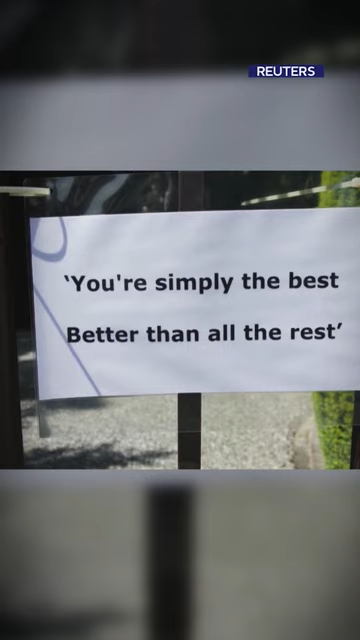 REUTERS
‘You're simply the best
Better than all the rest’